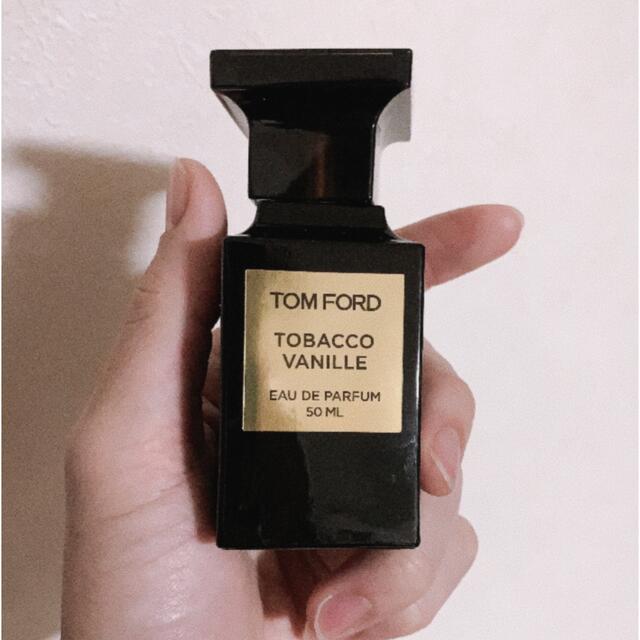 TOM FORD
TOBACCO
VANILLE
EAU DE PARFUM
50 ML